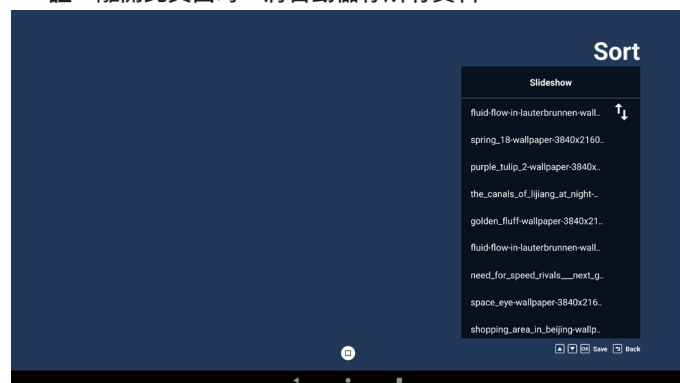 Sort
Slideshow
fluid-flow-in-lauterbrunnen-wall..
spring_18-wallpaper-3840x2160..
purple_tulip_2-wallpaper-3840x..
the_canals_of_lijiang_at_night-..
golden_fluff-wallpaper-3840x21..
fluid-flow-in-lauterbrunnen-wall..
need_for_speed_rivals___next_g..
space_eye-wallpaper-3840x216..
shopping_area_in_beijing-wallp..
OK Save Back